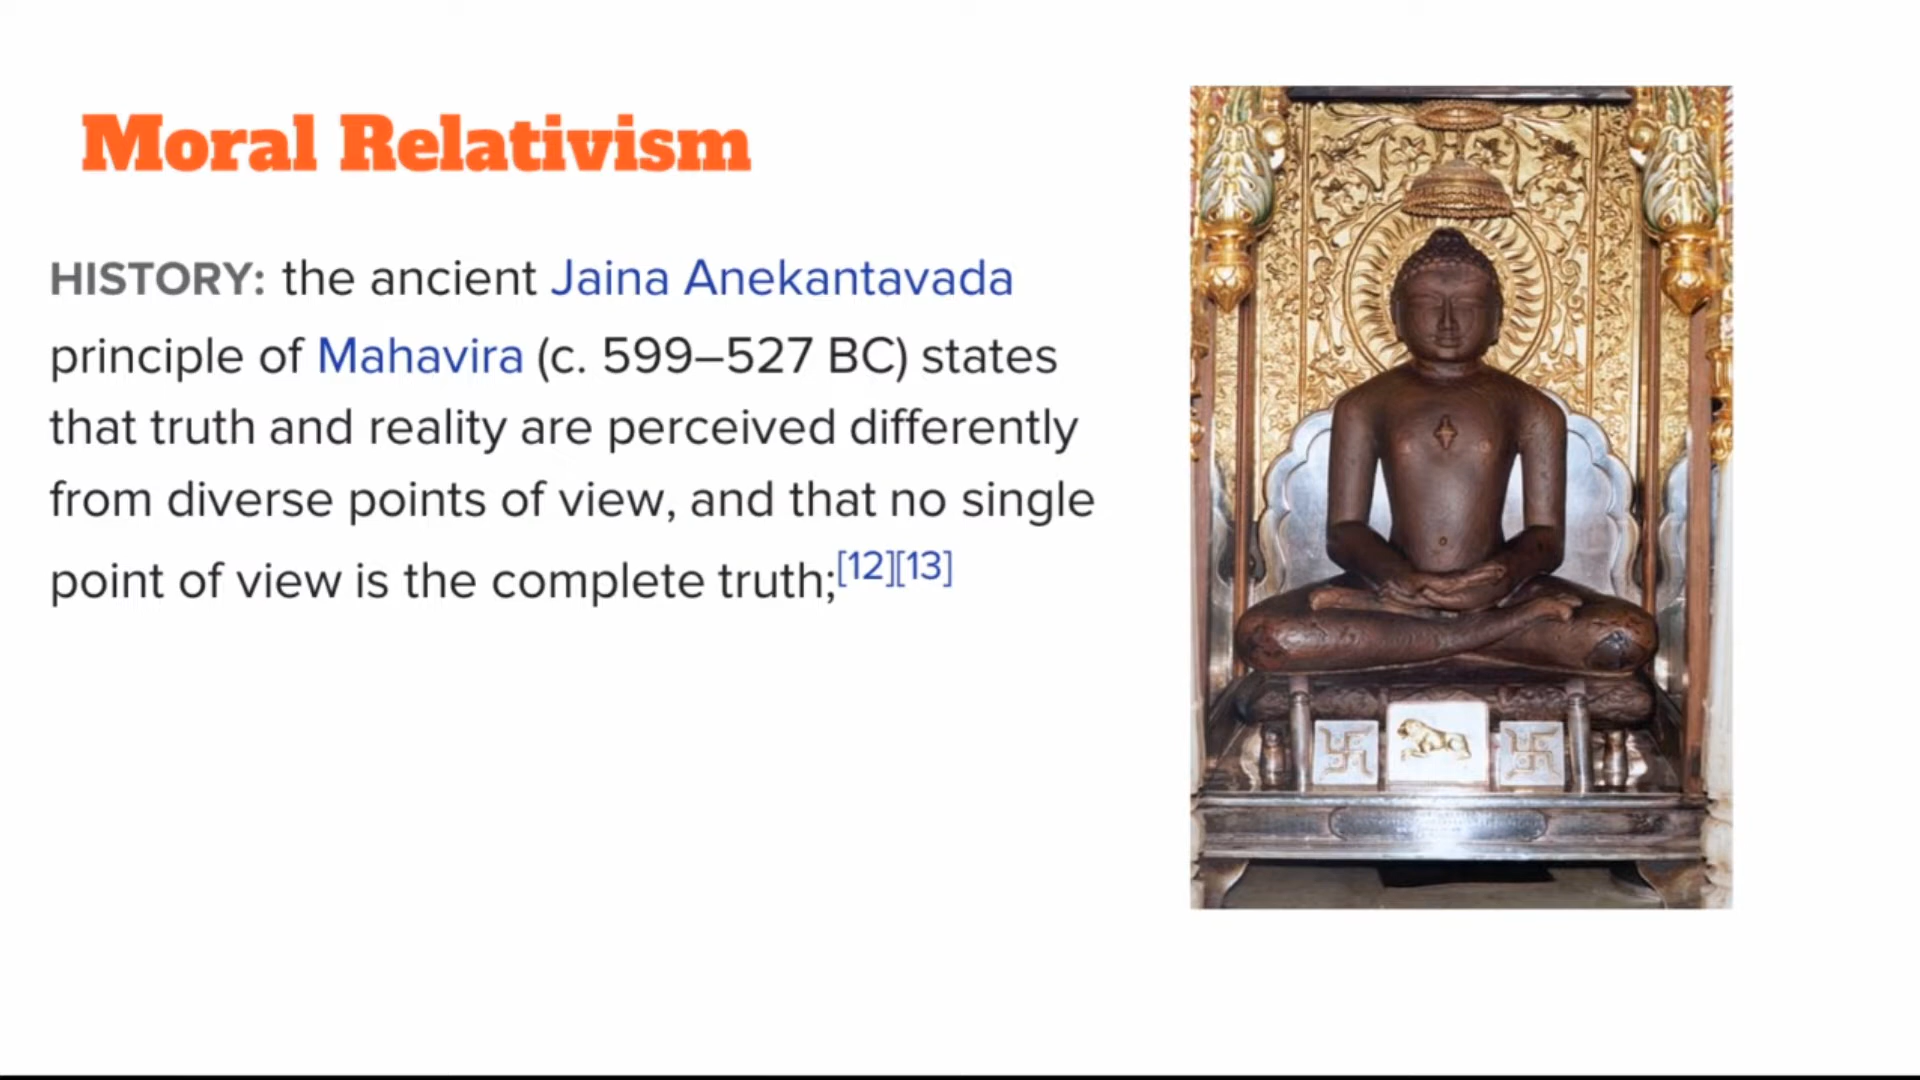 Moral Relativism
HISTORY: the ancient Jaina Anekantavada
principle of Mahavira (c. 599–527 BC) states
that truth and reality are perceived differently
from diverse points of view, and that no single
point of view is the complete truth;[12][13]